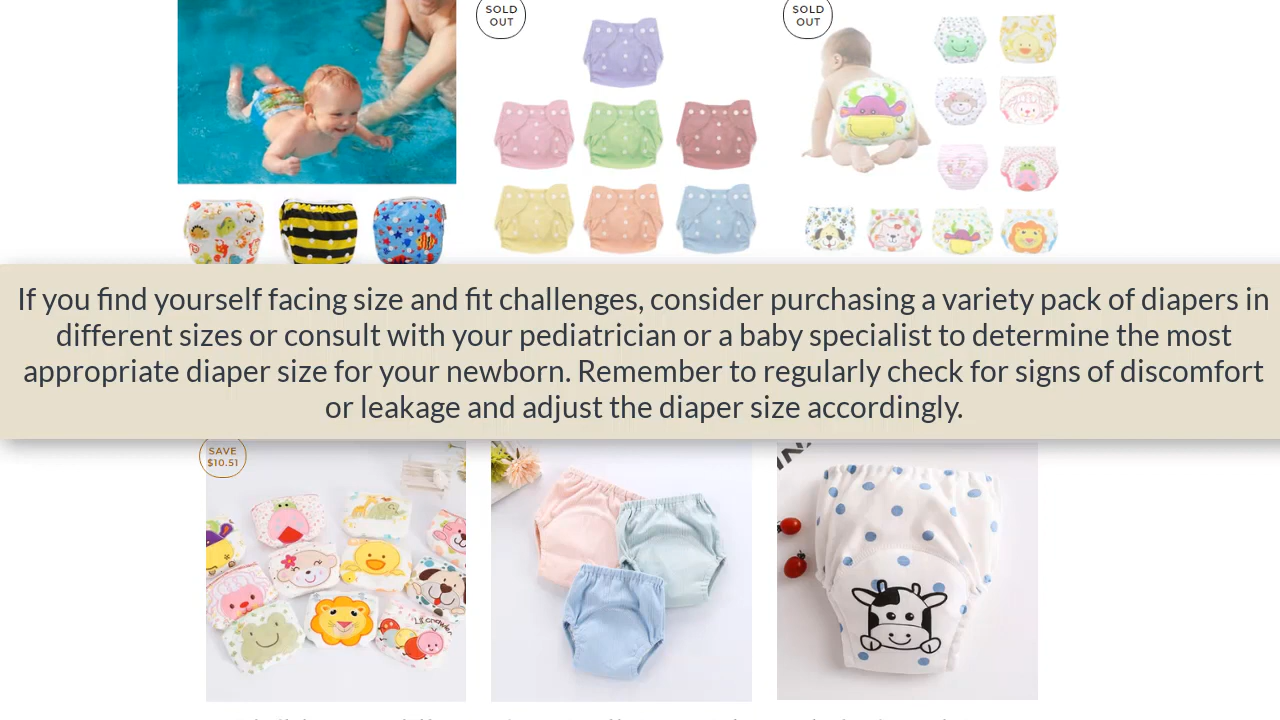 SOLD
OUT
SOLD
OUT
If you find yourself facing size and fit challenges, consider purchasing a variety pack of diapers in
different sizes or consult with your pediatrician or a baby specialist to determine the most
appropriate diaper size for your newborn. Remember to regularly check for signs of discomfort
or leakage and adjust the diaper size accordingly.
SAVE
$10.51